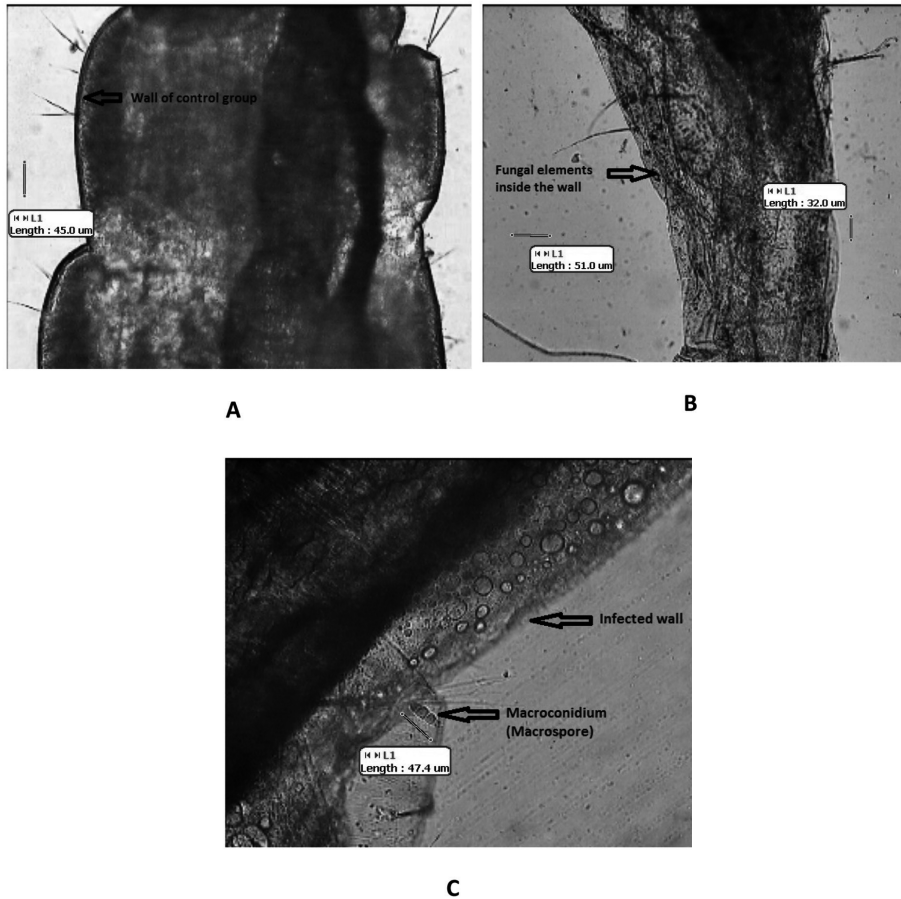 Wall of control group
L1
Length : 45.0 um
A
Fungal elements
inside the wall
L1
Length : 32.0 um
L1
Length : 51.0 um
B
Infected wall
Macroconidium
(Macrospore)
L1
Length : 47.4 um
C